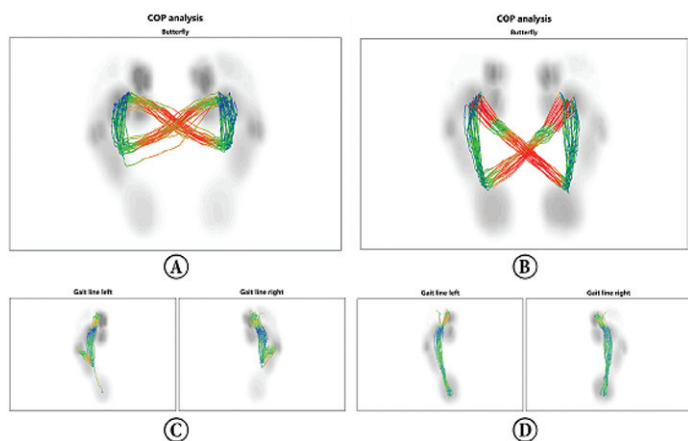 COP analysis
Butterfly
COP analysis
Butterfly
A
B
Gait line left
Gait line right
Gait line left
Gait line right
C
D